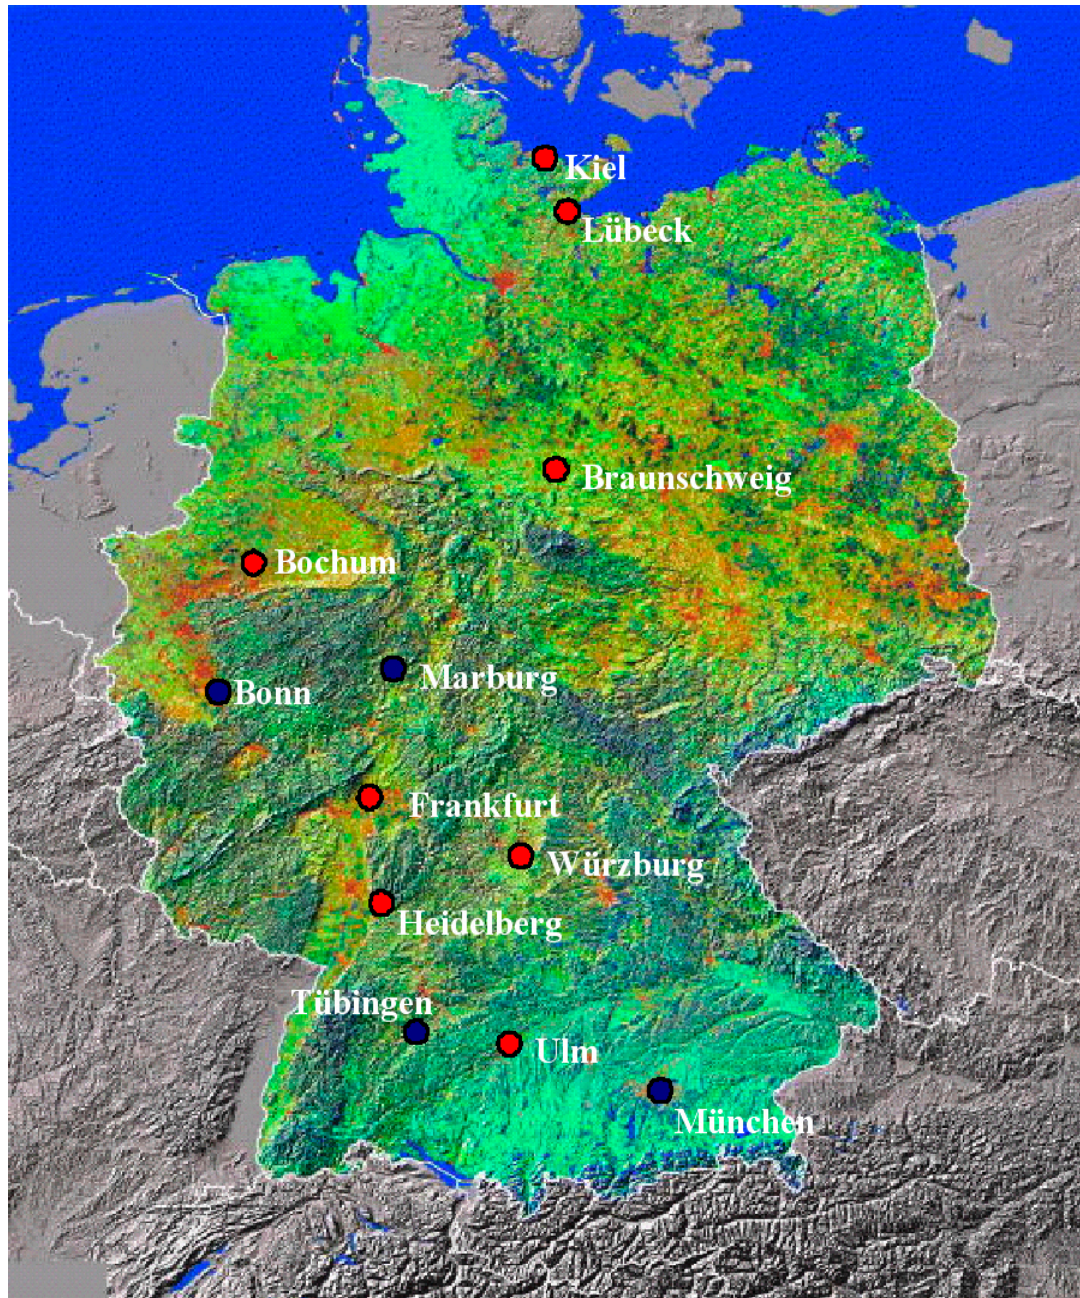 Kiel
Lübeck
Braunschweig
Bochum
Marburg
Bonn
Frankfurt
Würzburg
Heidelberg
Tübingen
Ulm
München